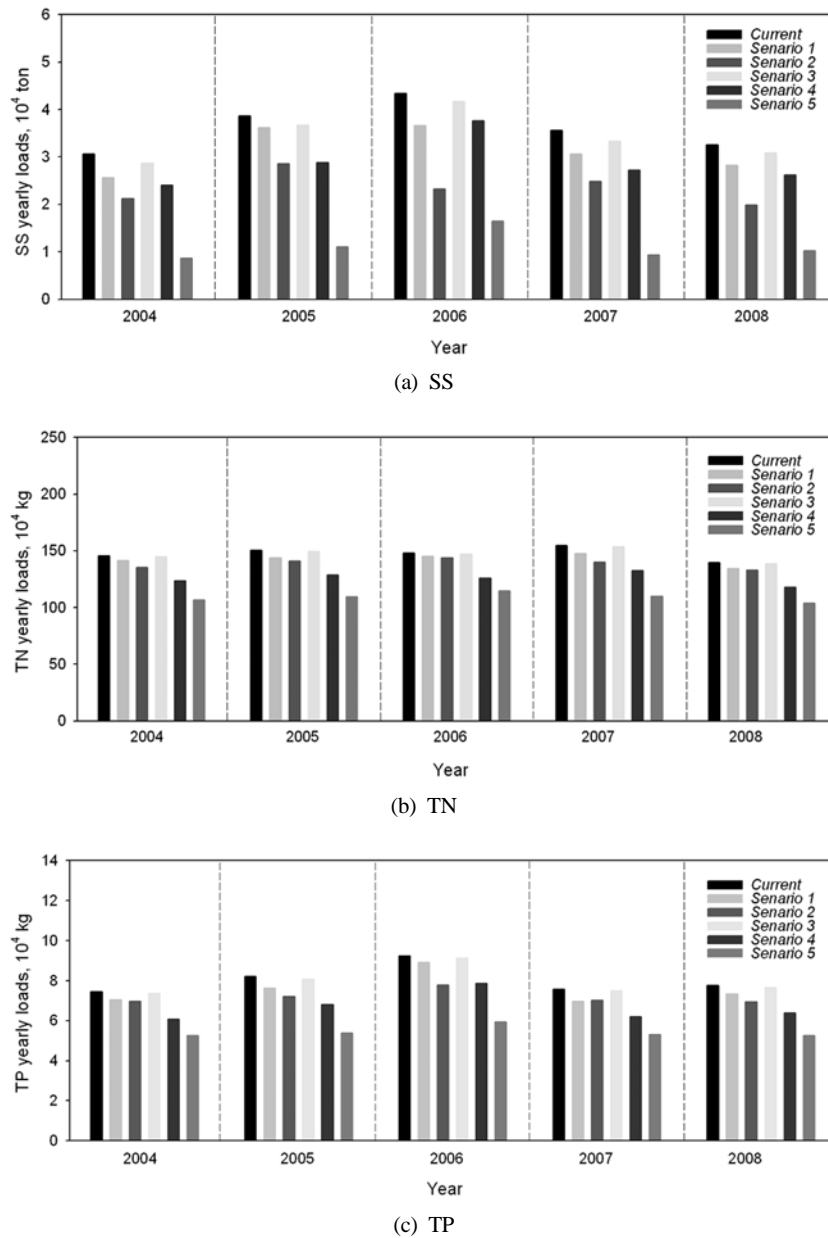 6
5
4
3
2
1
0
SS yearly loads, 10⁴ ton
Current
Senario 1
Senario 2
Senario 3
Senario 4
Senario 5
2004 2005 2006 2007 2008
Year
(a) SS
250
200
150
100
50
0
TN yearly loads, 10⁴ kg
Current
Senario 1
Senario 2
Senario 3
Senario 4
Senario 5
2004 2005 2006 2007 2008
Year
(b) TN
14
12
10
8
6
4
2
0
TP yearly loads, 10⁴ kg
Current
Senario 1
Senario 2
Senario 3
Senario 4
Senario 5
2004 2005 2006 2007 2008
Year
(c) TP